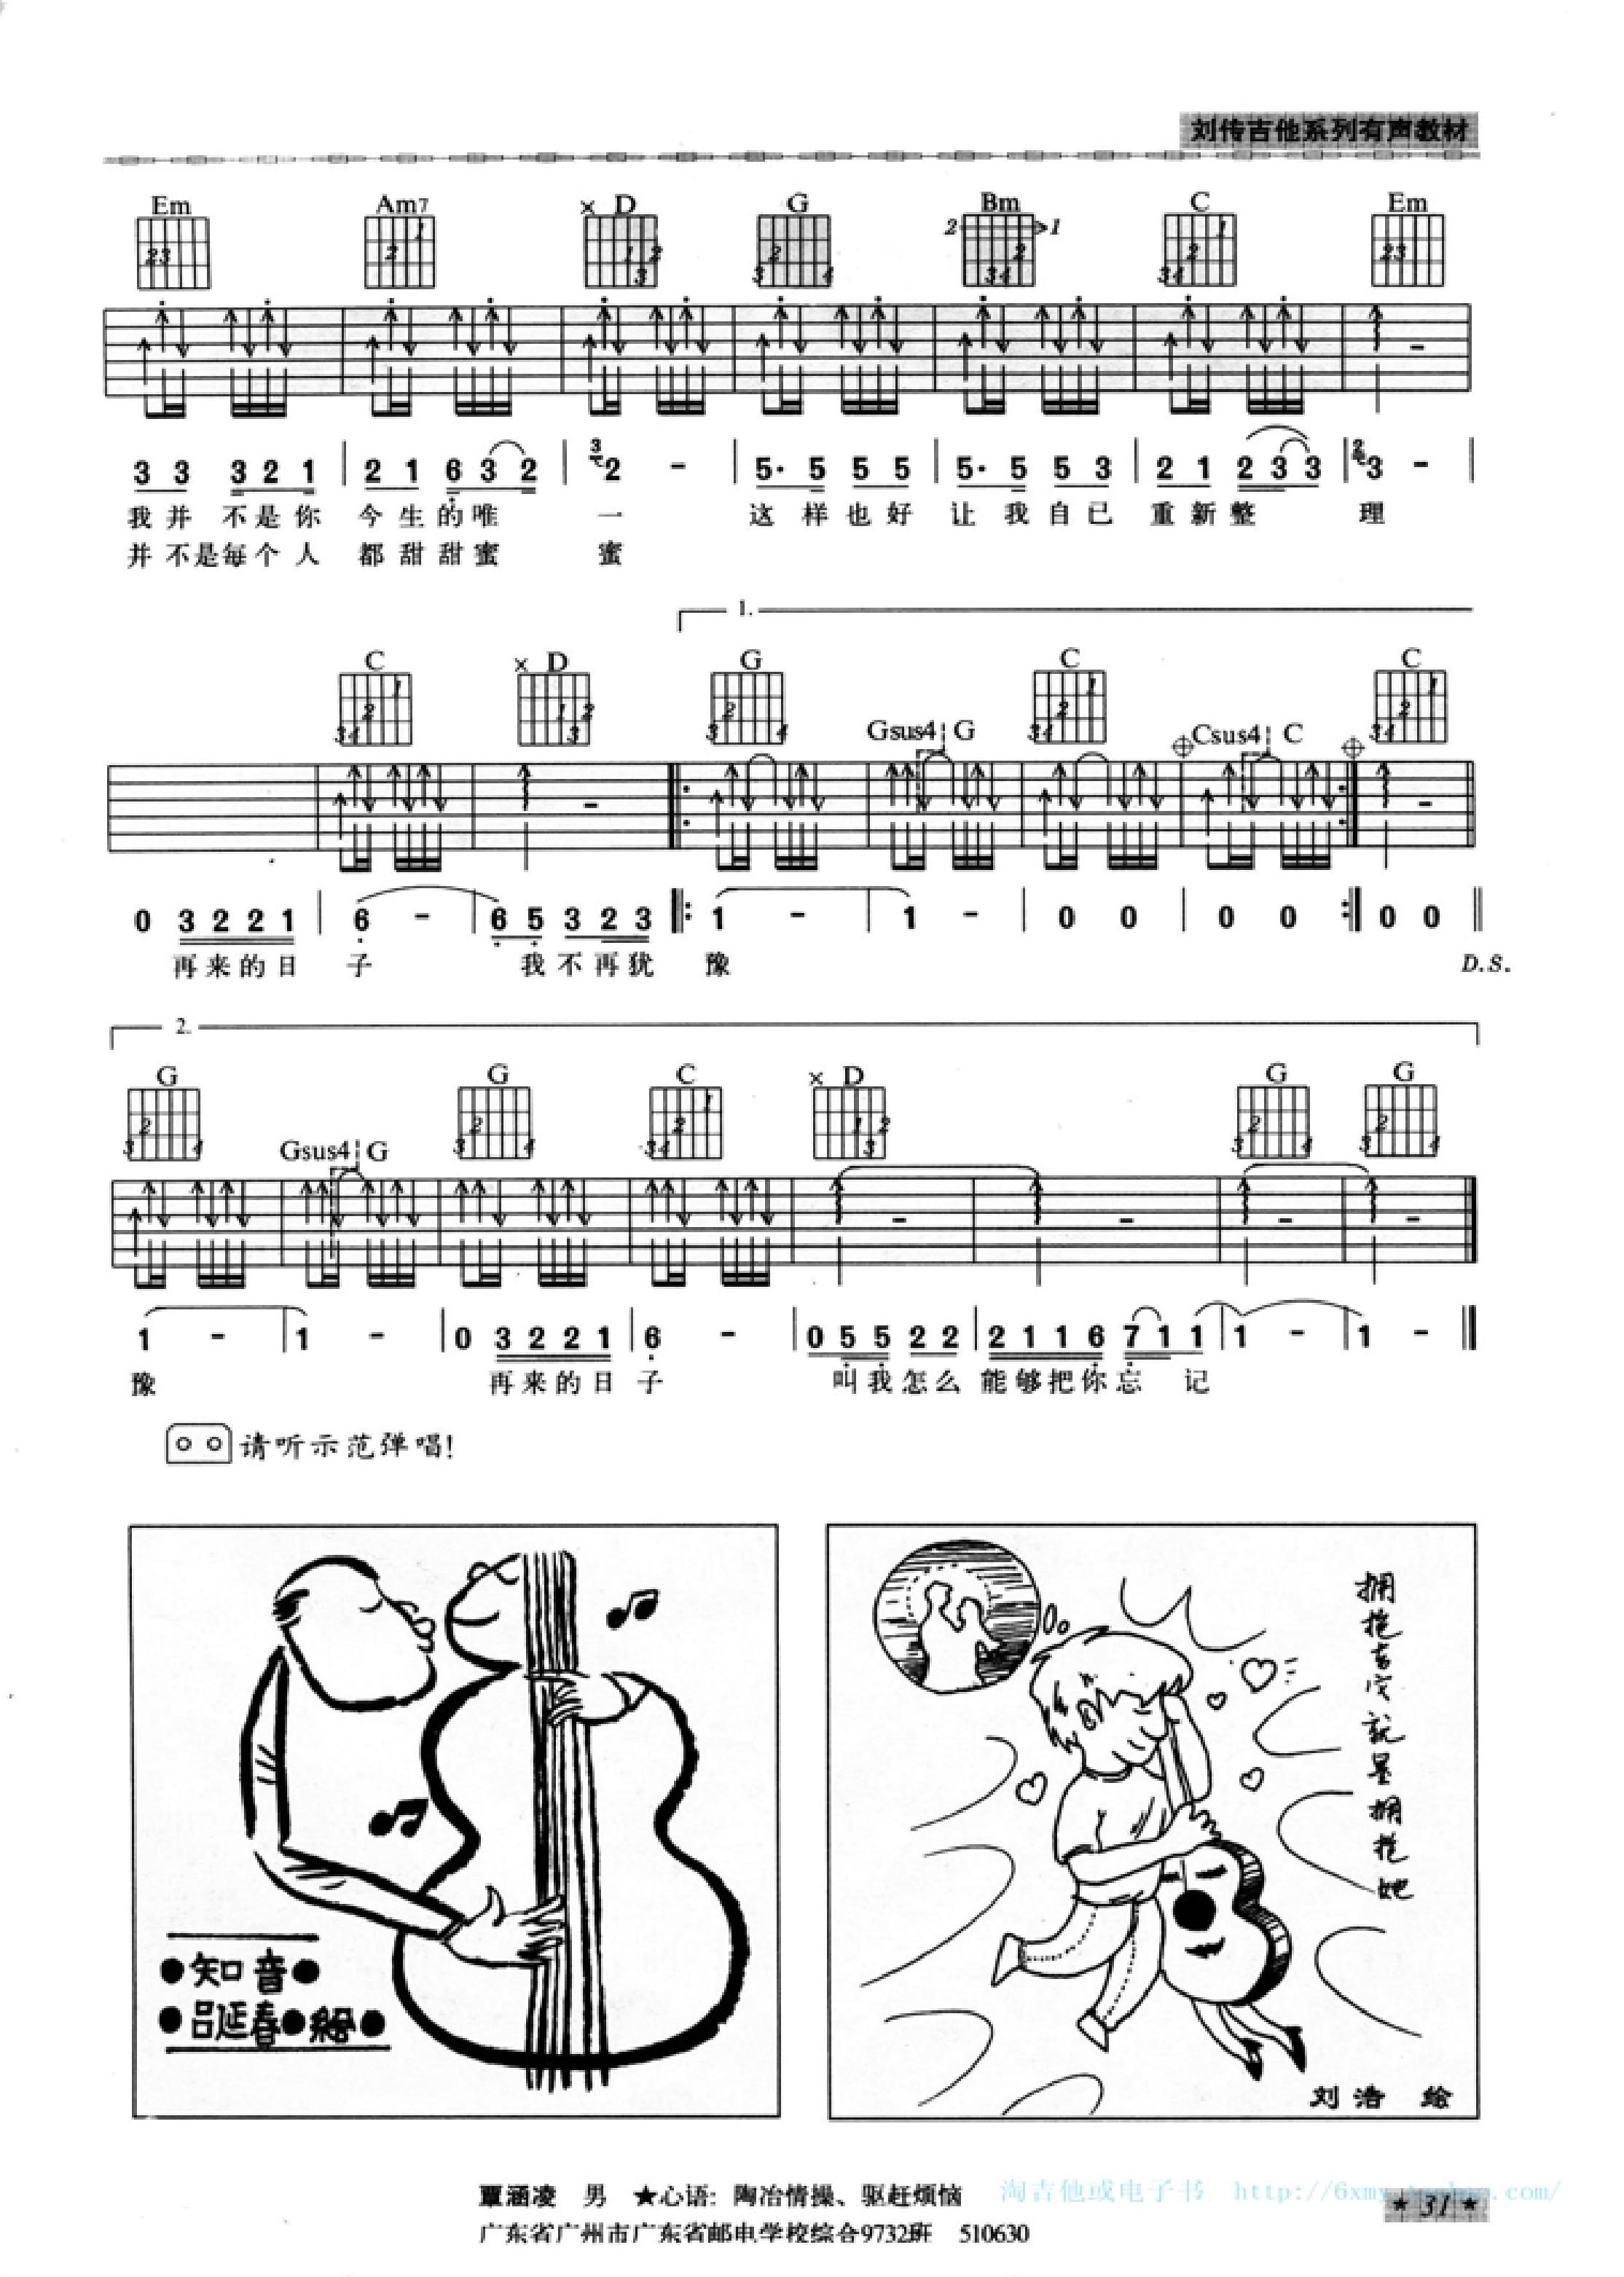 刘传吉他系列有声教材
Em Am7 × D G Bm C Em
3 3 3 2 1 | 2 1 6 3 2 | 3 2 - | 5· 5 5 5 | 5· 5 5 3 | 2 1 2 3 3 | 2 3 - |
我并 不是你 今生的唯 一 这样也好 让我自已 重新整 理
并不是每个人 都甜甜蜜 蜜
1.
C × D G Gsus4 G C Csus4 C C
0 3 2 2 1 | 6 - | 6 5 3 2 3 ‖: 1 - | 1 - | 0 0 | 0 0 :‖ 0 0 ‖
再来的日 子 我不再犹 豫 D.S.
2.
G Gsus4 G G C × D G G
1 - | 1 - | 0 3 2 2 1 | 6 - | 0 5 5 2 2 | 2 1 1 6 7 1 1 | 1 - | 1 - ‖
豫 再来的日 子 叫我怎么 能够把你忘 记
请听示范弹唱!
●知音●
●吕延春●绘●
拥抱吉它就是拥抱她
刘浩 绘
覃涵凌 男 ★心语: 陶冶情操、驱赶烦恼
广东省广州市广东省邮电学校综合9732班 510630
淘吉他或电子书
★ 31 ★